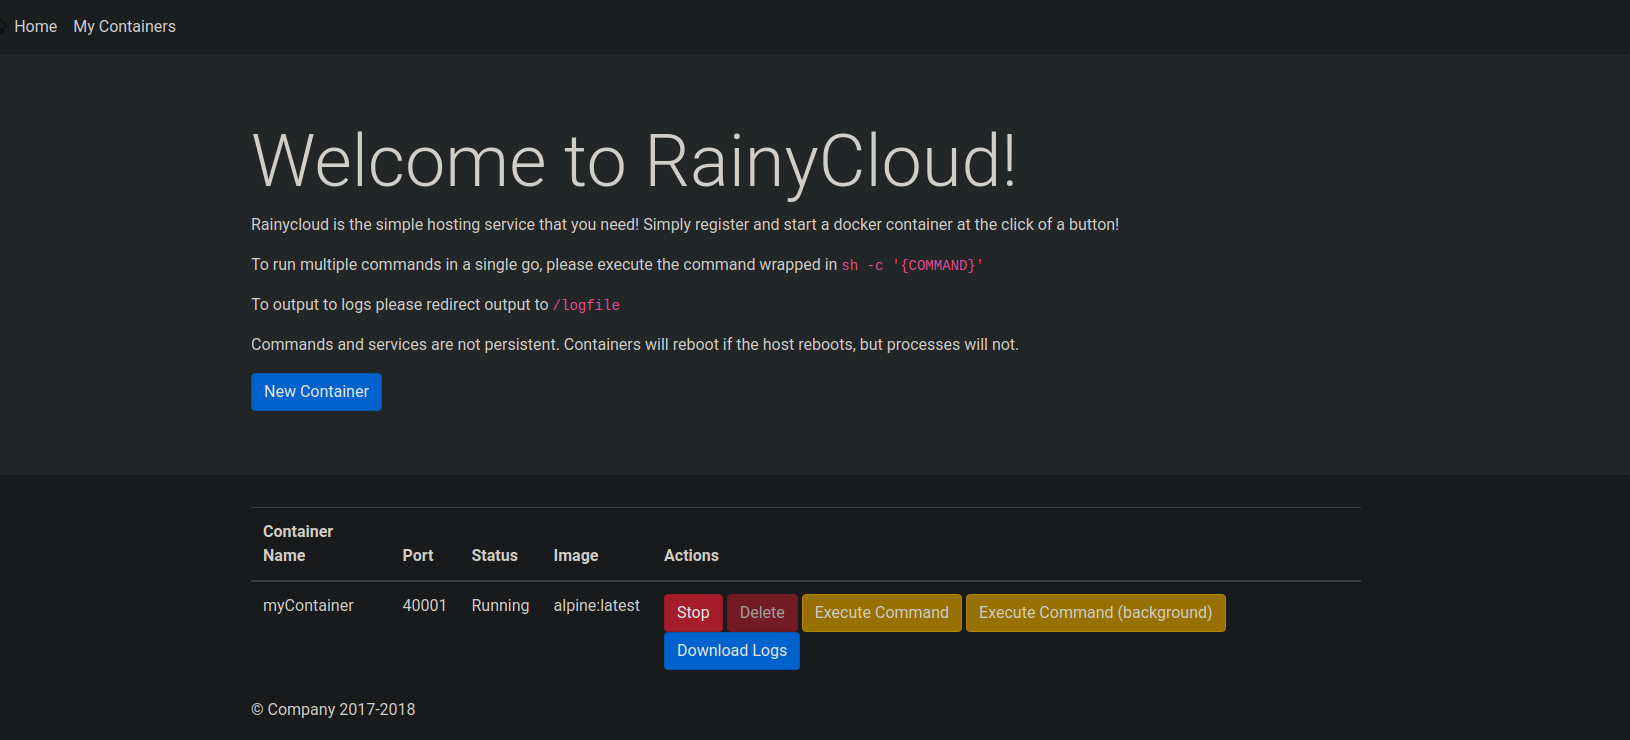 Home My Containers
Welcome to RainyCloud!
Rainycloud is the simple hosting service that you need! Simply register and start a docker container at the click of a button!
To run multiple commands in a single go, please execute the command wrapped in sh -c '{COMMAND}'
To output to logs please redirect output to /logfile
Commands and services are not persistent. Containers will reboot if the host reboots, but processes will not.
New Container
Container
Name Port Status Image Actions
myContainer 40001 Running alpine:latest Stop Delete Execute Command Execute Command (background)
Download Logs
© Company 2017-2018